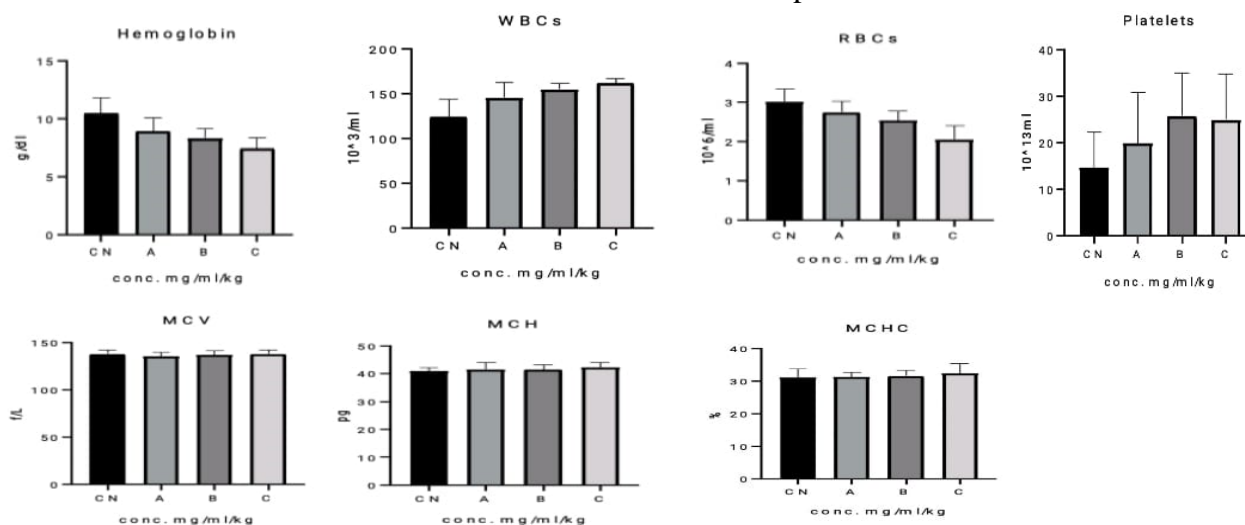 Hemoglobin
15
10
5
0
g/dl
CN A B C
conc. mg/ml/kg
WBCs
200
150
100
50
0
10^3/ml
CN A B C
conc. mg/ml/kg
RBCs
4
3
2
1
0
10^6/ml
CN A B C
conc. mg/ml/kg
Platelets
40
30
20
10
0
10^13ml
CN A B C
conc. mg/ml/kg
MCV
150
100
50
0
f/L
CN A B C
conc. mg/ml/kg
MCH
50
40
30
20
10
0
pg
CN A B C
conc. mg/ml/kg
MCHC
40
30
20
10
0
%
CN A B C
conc. mg/ml/kg